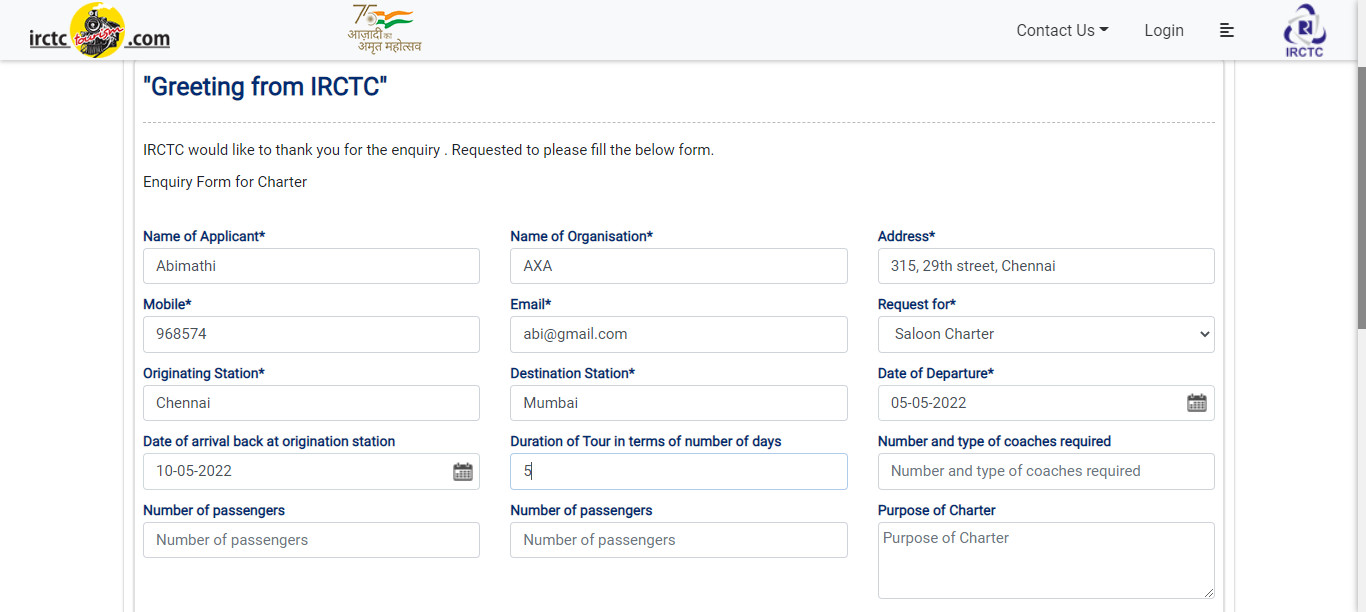 irctc tourism .com
75
आज़ादी का
अमृत महोत्सव
Contact Us
Login
IRCTC
"Greeting from IRCTC"
IRCTC would like to thank you for the enquiry . Requested to please fill the below form.
Enquiry Form for Charter
Name of Applicant* Name of Organisation* Address*
Abimathi AXA 315, 29th street, Chennai
Mobile* Email* Request for*
968574 abi@gmail.com Saloon Charter
Originating Station* Destination Station* Date of Departure*
Chennai Mumbai 05-05-2022
Date of arrival back at origination station Duration of Tour in terms of number of days Number and type of coaches required
10-05-2022 5 Number and type of coaches required
Number of passengers Number of passengers Purpose of Charter
Number of passengers Number of passengers Purpose of Charter